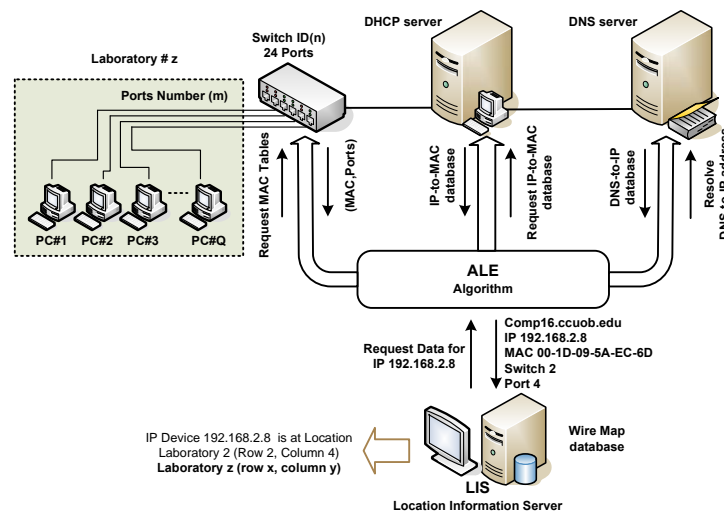 DHCP server
DNS server
Switch ID(n)
24 Ports
Laboratory # z
Ports Number (m)
PC#1
PC#2
PC#3
PC#Q
Request MAC Tables
(MAC,Ports)
IP-to-MAC
database
Request IP-to-MAC
database
DNS-to-IP
database
Resolve
DNS-to-IP address
ALE
Algorithm
Request Data for
IP 192.168.2.8
Comp16.ccuob.edu
IP 192.168.2.8
MAC 00-1D-09-5A-EC-6D
Switch 2
Port 4
IP Device 192.168.2.8 is at Location
Laboratory 2 (Row 2, Column 4)
Laboratory z (row x, column y)
Wire Map
database
LIS
Location Information Server